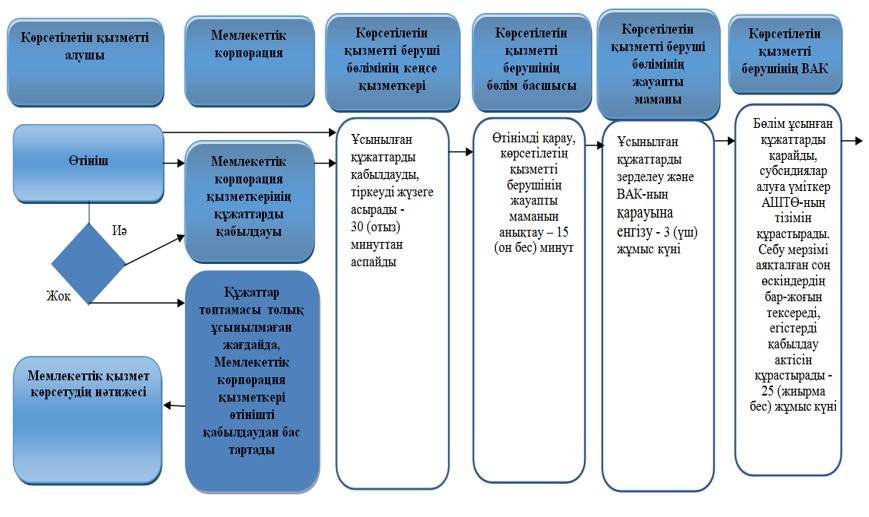 Көрсетілетін қызметті
алушы
Мемлекеттік
корпорация
Көрсетілетін
қызметті беруші
бөлімінің кеңсе
қызметкері
Көрсетілетін
қызметті
берушінің
бөлім басшысы
Көрсетілетін
қызметті беруші
бөлімінің
жауапты
маманы
Көрсетілетін
қызметті
берушінің ВАК
Өтініш
Иә
Жоқ
Мемлекеттік қызмет
көрсетудің нәтижесі
Мемлекеттік
корпорация
қызметкерінің
құжаттарды
қабылдауы
Құжаттар
топтамасы толық
ұсынылмаған
жағдайда,
Мемлекеттік
корпорация
қызметкері
өтінішті
қабылдаудан бас
тартады
Ұсынылған
құжаттарды
қабылдауды,
тіркеуді жүзеге
асырады -
30 (отыз)
минуттан
аспайды
Өтінімді қарау,
көрсетілетін
қызметті
берушінің
жауапты
маманын
анықтау – 15
(он бес) минут
Ұсынылған
құжаттарды
зерделеу және
ВАК-ның
қарауына
енгізу - 3 (үш)
жұмыс күні
Бөлім ұсынған
құжаттарды
қарайды,
субсидиялар
алуға үміткер
АШТӨ-ның
тізімін
құрастырады.
Себу мерзімі
аяқталған соң
өскіндердің
бар-жоғын
тексереді,
егістерді
қабылдау
актісін
құрастырады -
25 (жиырма
бес) жұмыс күні